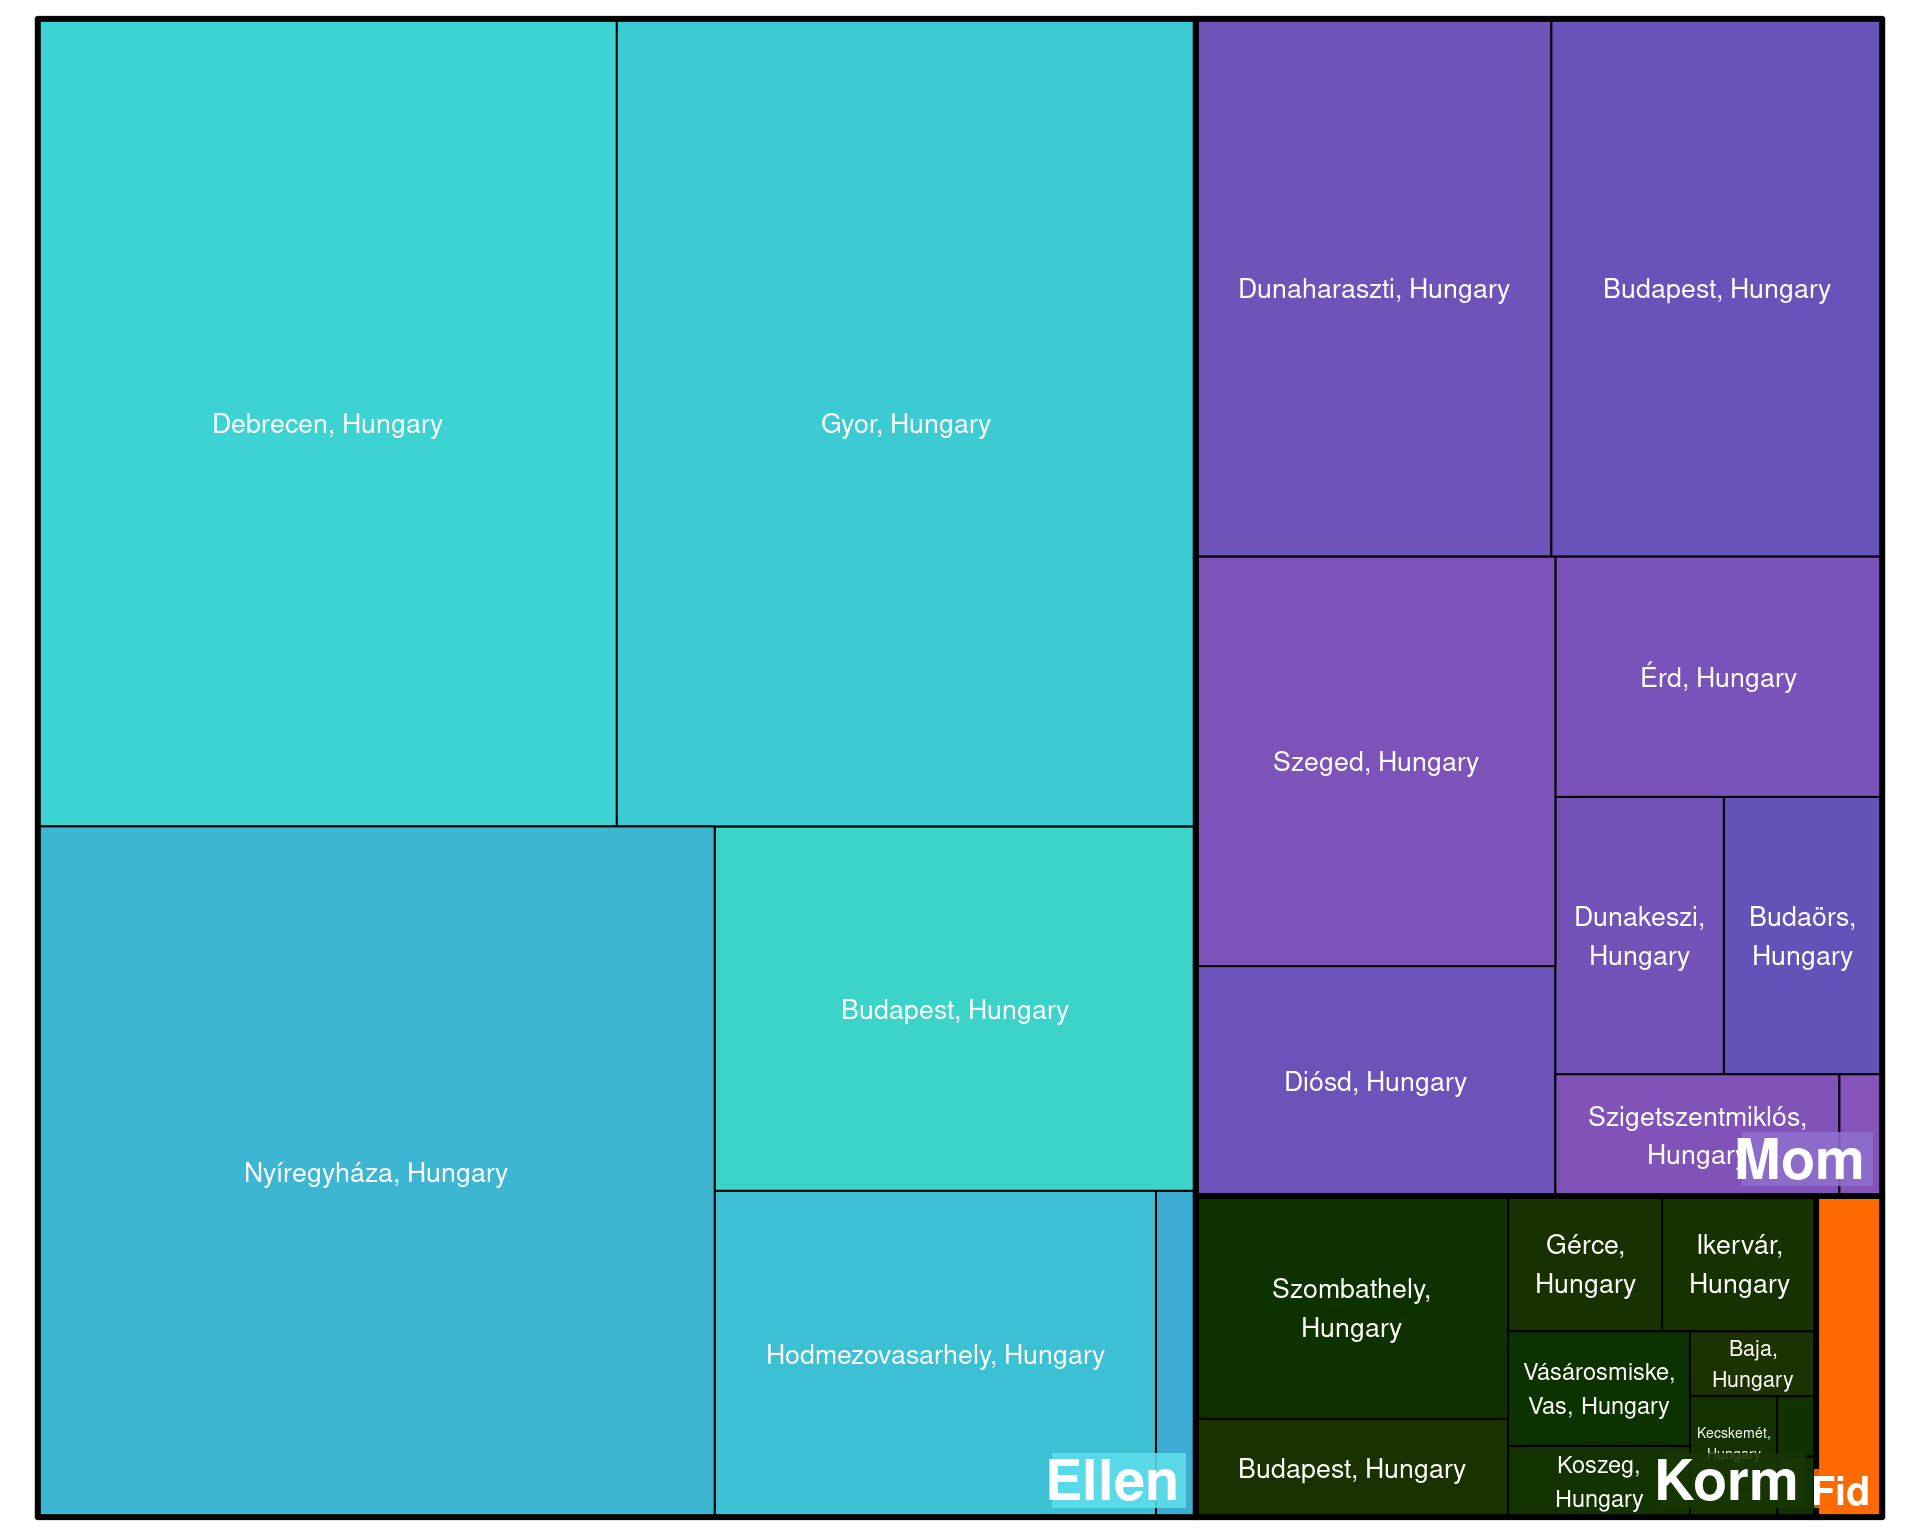 Debrecen, Hungary
Gyor, Hungary
Nyíregyháza, Hungary
Budapest, Hungary
Hodmezovasarhely, Hungary
Ellen
Dunaharaszti, Hungary
Budapest, Hungary
Szeged, Hungary
Érd, Hungary
Dunakeszi,
Hungary
Budaörs,
Hungary
Diósd, Hungary
Szigetszentmiklós,
Hungary
Mom
Szombathely,
Hungary
Gérce,
Hungary
Ikervár,
Hungary
Vásárosmiske,
Vas, Hungary
Baja,
Hungary
Kecskemét,
Hungary
Budapest, Hungary
Koszeg,
Hungary
Korm
Fid